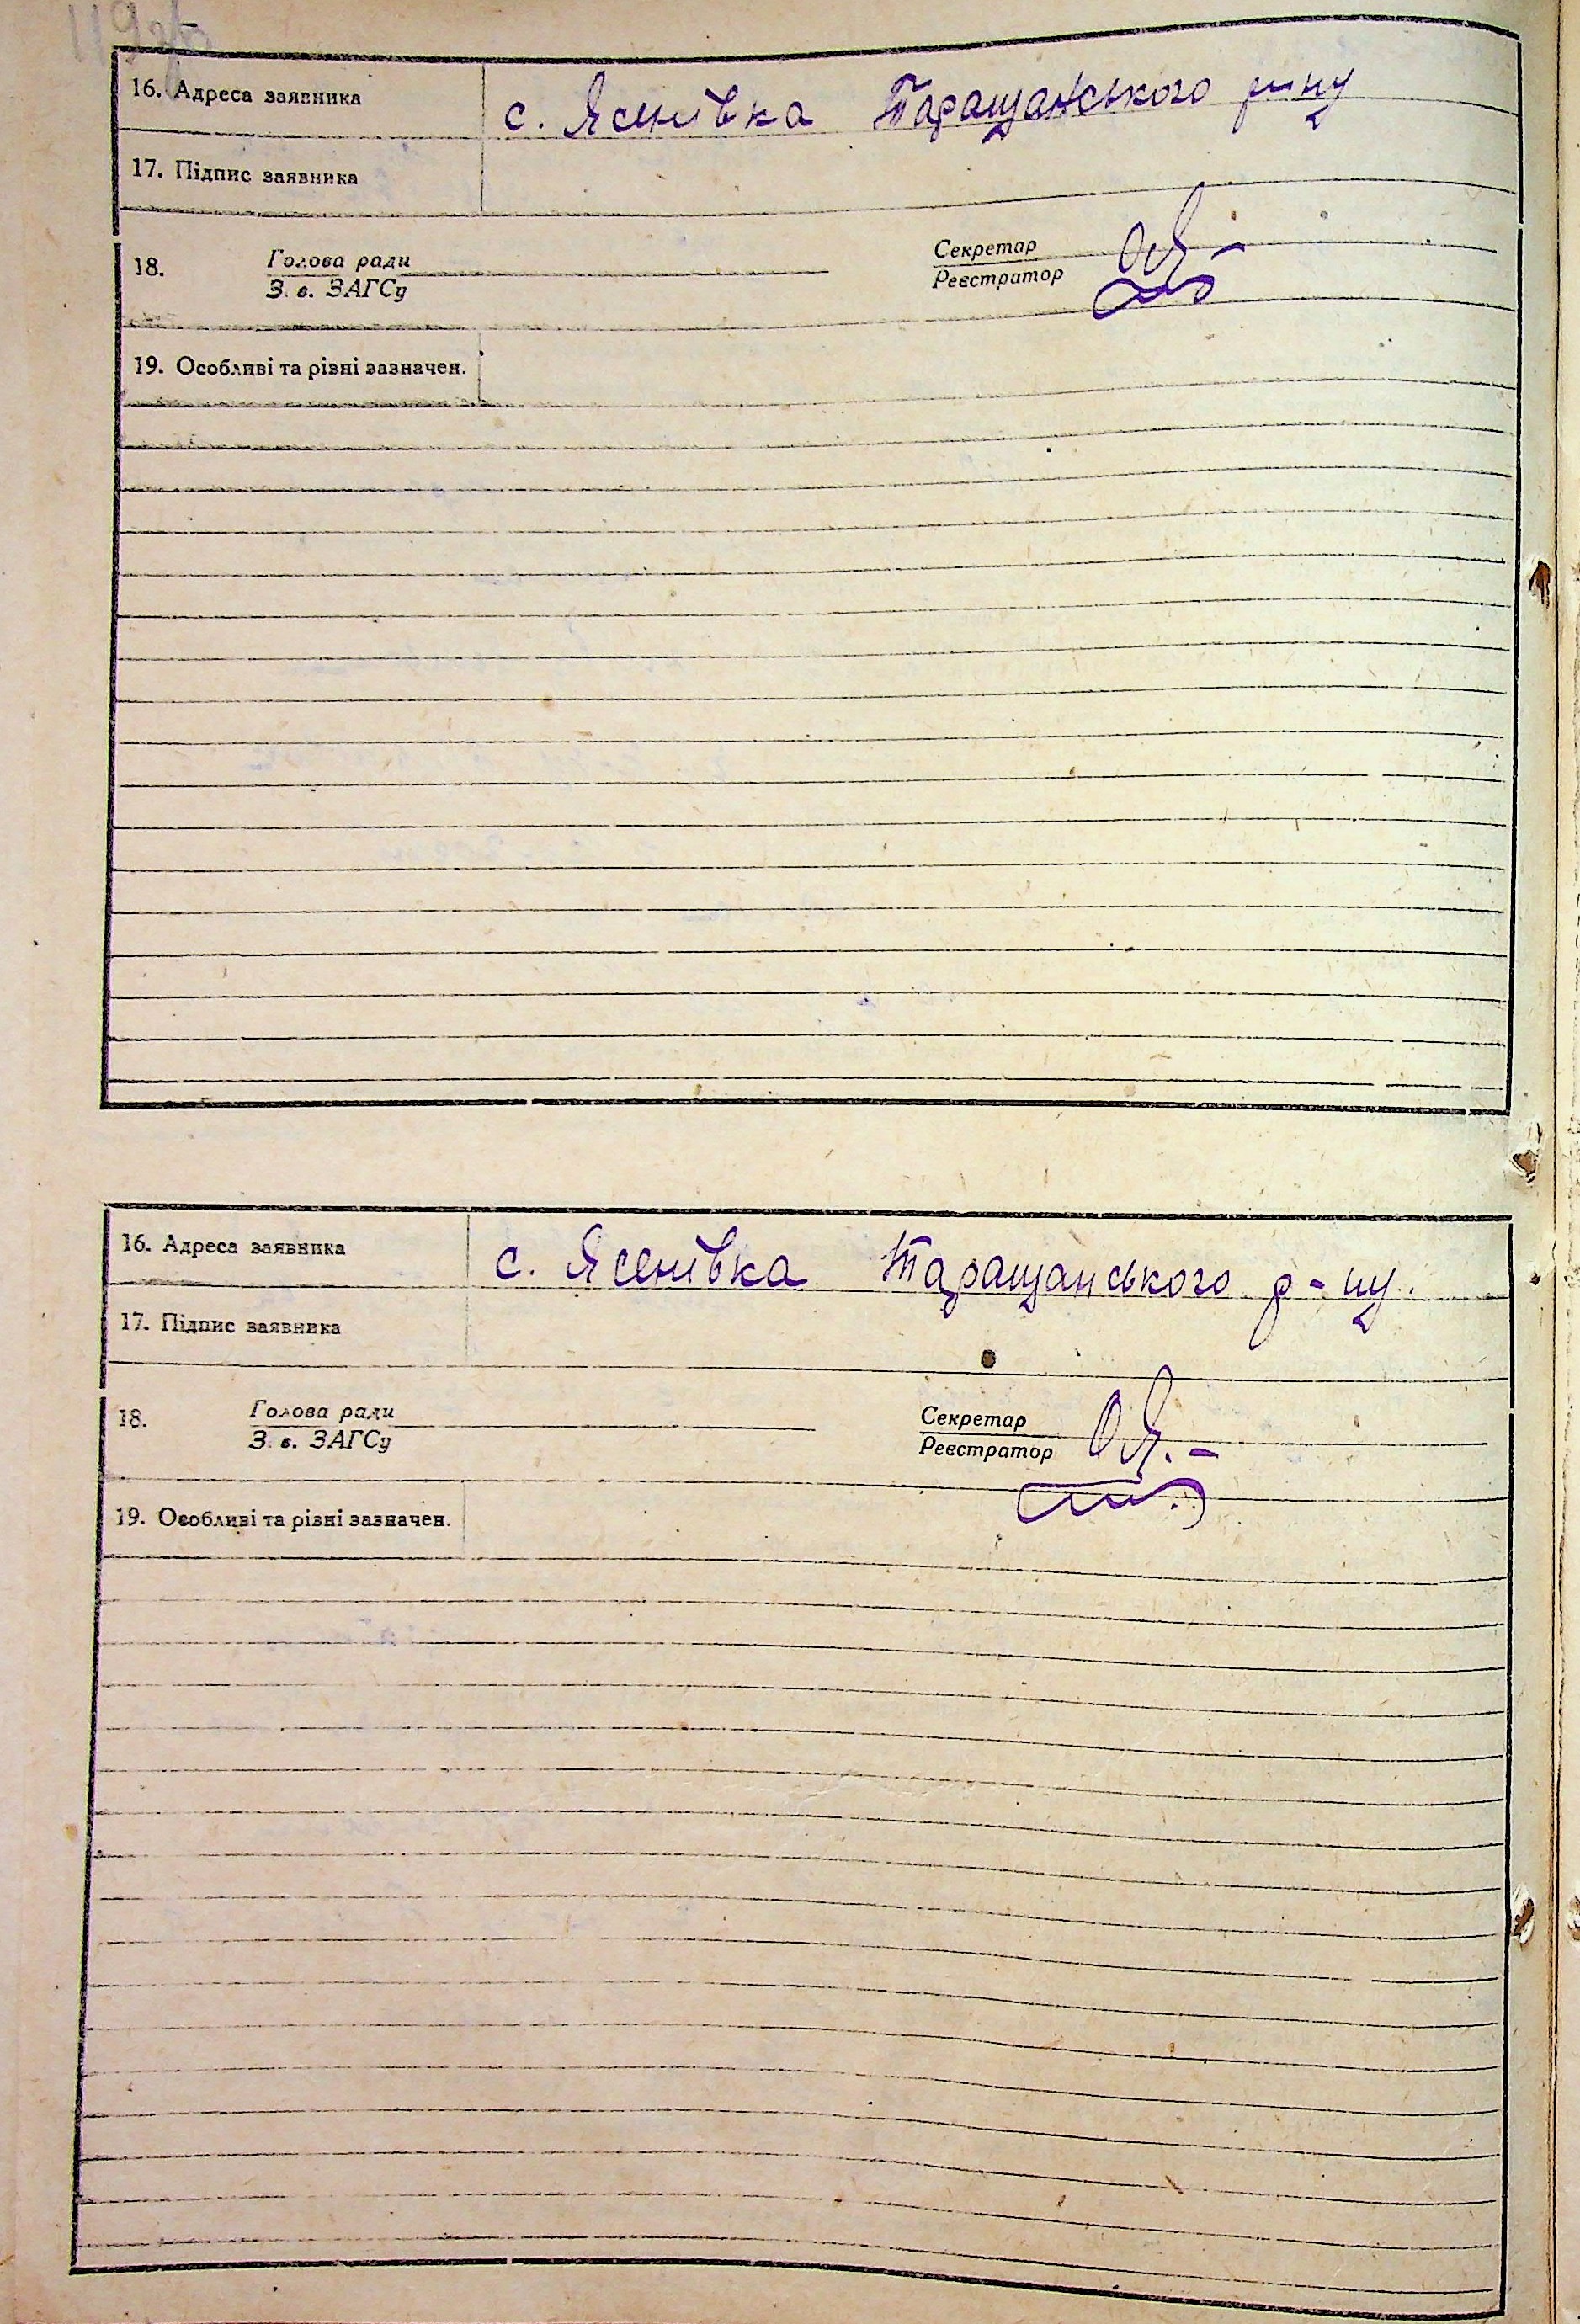 119зв
16. Адреса заявника с. Ясенівка Таращанського р-ну
17. Підпис заявника
18. Голова ради Секретар
З. в. ЗАГСу Реєстратор
19. Особливі та різні зазначен.
16. Адреса заявника с. Ясенівка Таращанського р-ну.
17. Підпис заявника
18. Голова ради Секретар
З. в. ЗАГСу Реєстратор
19. Особливі та різні зазначен.